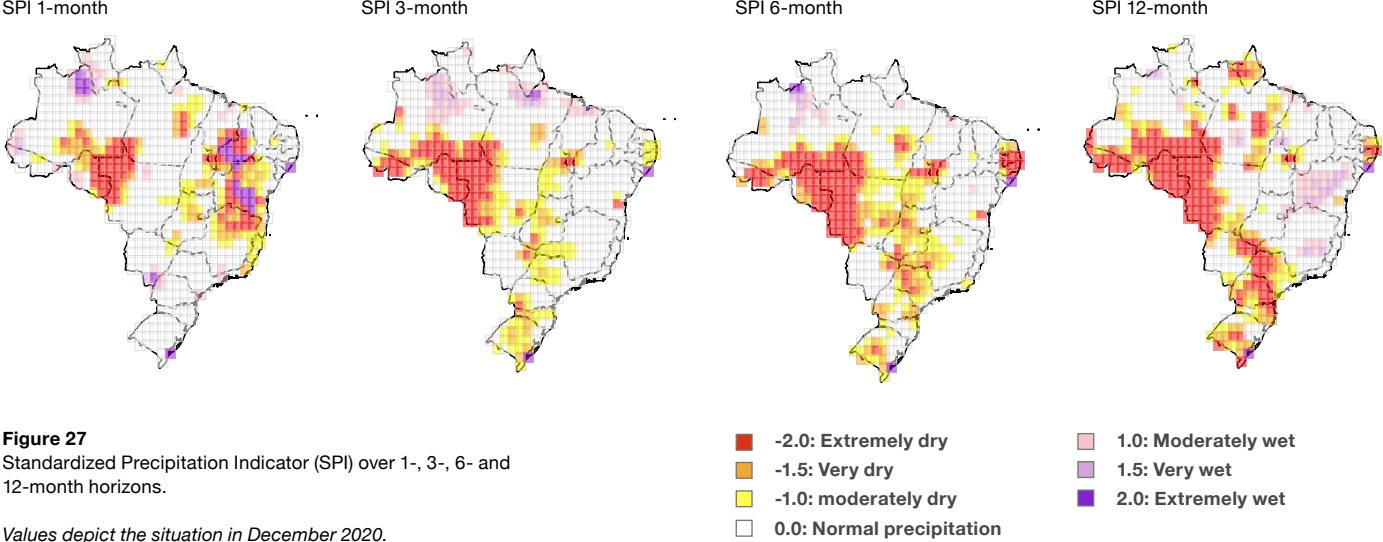 SPI 1-month
SPI 3-month
SPI 6-month
SPI 12-month
Figure 27
Standardized Precipitation Indicator (SPI) over 1-, 3-, 6- and
12-month horizons.
Values depict the situation in December 2020.
-2.0: Extremely dry
-1.5: Very dry
-1.0: moderately dry
0.0: Normal precipitation
1.0: Moderately wet
1.5: Very wet
2.0: Extremely wet